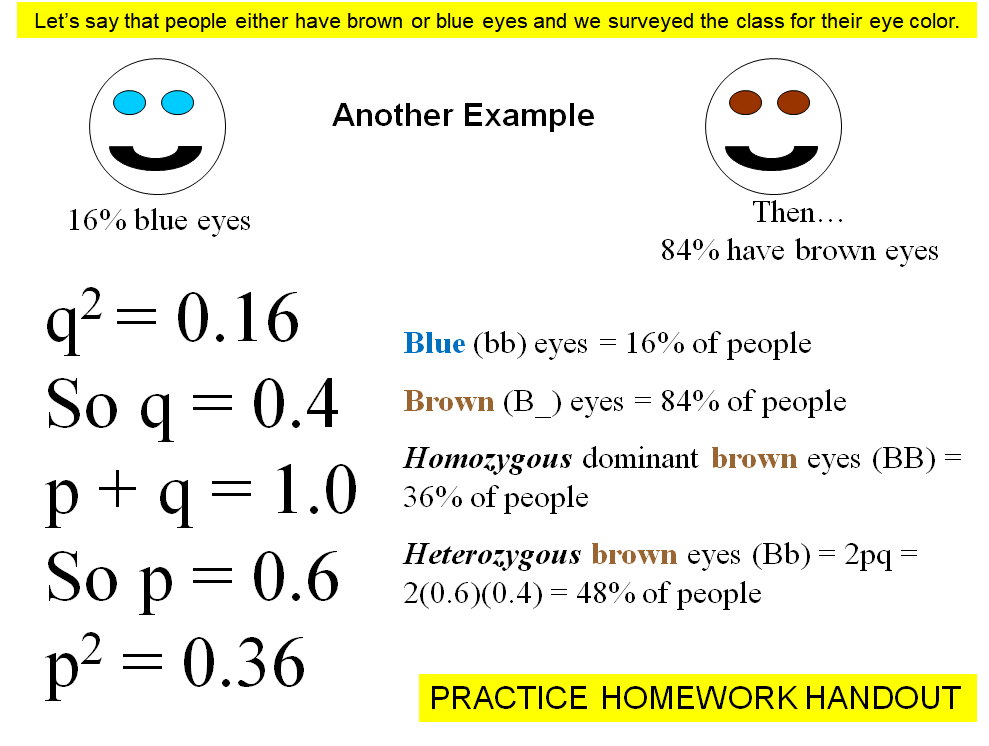 Let's say that people either have brown or blue eyes and we surveyed the class for their eye color.
Another Example
16% blue eyes
Then…
84% have brown eyes
q² = 0.16
So q = 0.4
p + q = 1.0
So p = 0.6
p² = 0.36
Blue (bb) eyes = 16% of people
Brown (B_) eyes = 84% of people
Homozygous dominant brown eyes (BB) =
36% of people
Heterozygous brown eyes (Bb) = 2pq =
2(0.6)(0.4) = 48% of people
PRACTICE HOMEWORK HANDOUT